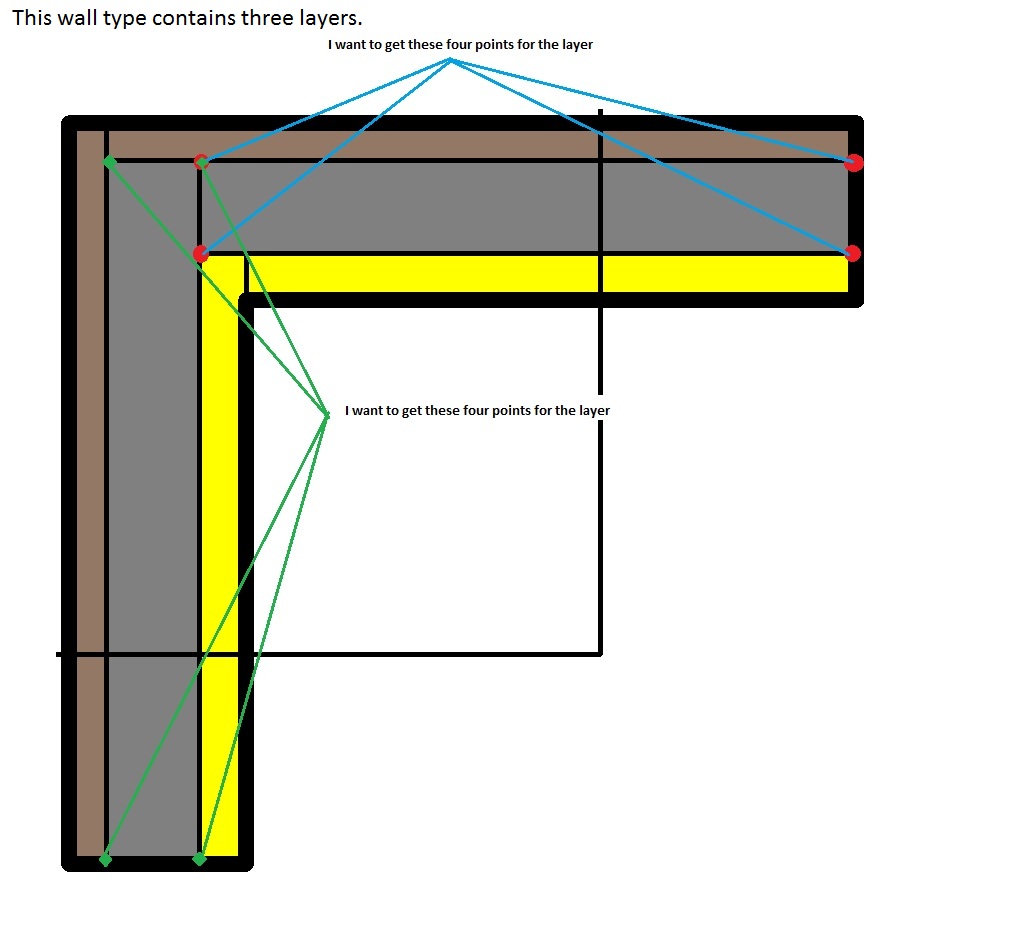 This wall type contains three layers.
I want to get these four points for the layer
I want to get these four points for the layer